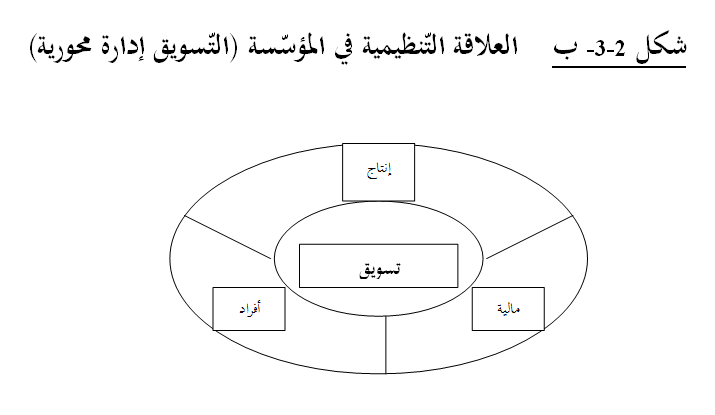 شكل 2-3- ب العلاقة التّنظيمية في المؤسّسة (التّسويق إدارة محورية)
إنتاج
تسويق
مالية
أفراد